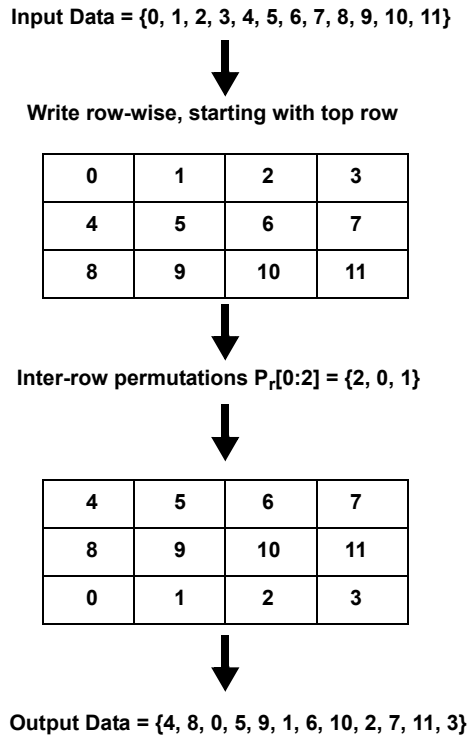 Input Data = {0, 1, 2, 3, 4, 5, 6, 7, 8, 9, 10, 11}
Write row-wise, starting with top row
0 1 2 3
4 5 6 7
8 9 10 11
Inter-row permutations Pr[0:2] = {2, 0, 1}
4 5 6 7
8 9 10 11
0 1 2 3
Output Data = {4, 8, 0, 5, 9, 1, 6, 10, 2, 7, 11, 3}